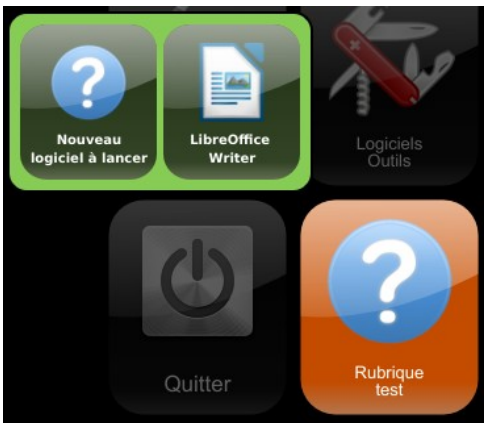 Nouveau
logiciel à lancer
LibreOffice
Writer
Logiciels
Outils
Quitter
Rubrique
test